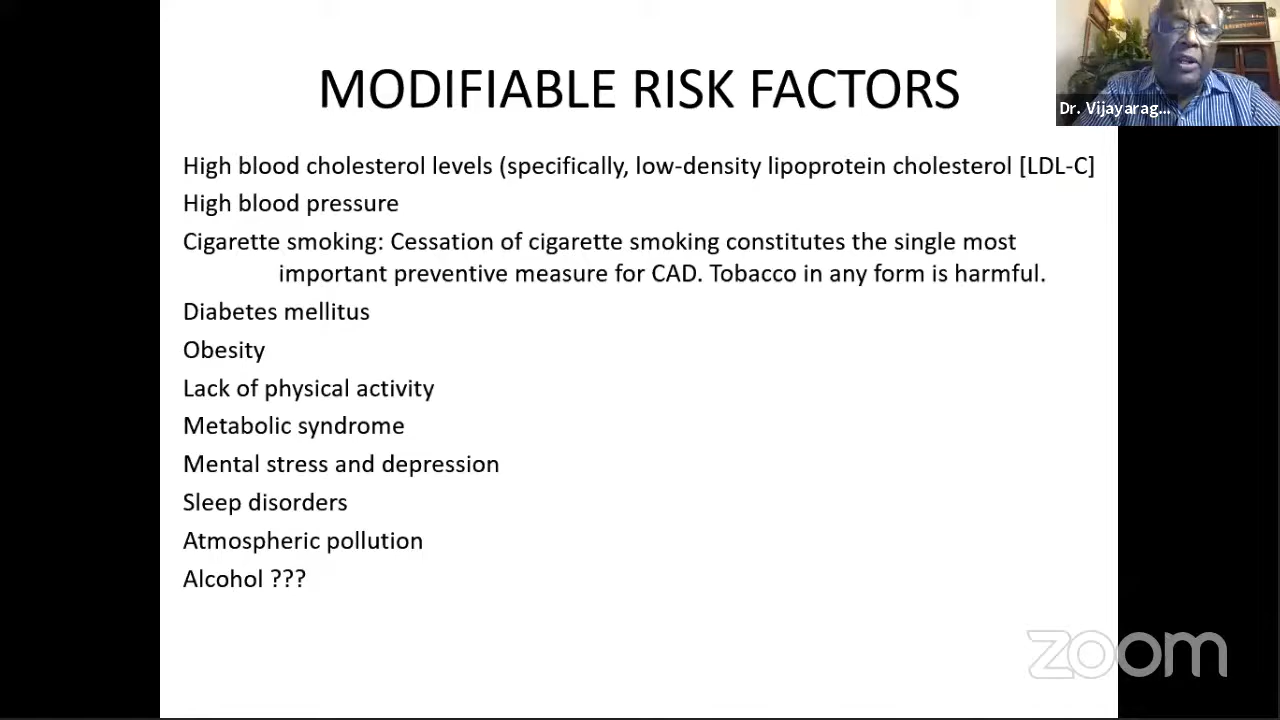 MODIFIABLE RISK FACTORS
Dr. Vijayarag...
High blood cholesterol levels (specifically, low-density lipoprotein cholesterol [LDL-C]
High blood pressure
Cigarette smoking: Cessation of cigarette smoking constitutes the single most
important preventive measure for CAD. Tobacco in any form is harmful.
Diabetes mellitus
Obesity
Lack of physical activity
Metabolic syndrome
Mental stress and depression
Sleep disorders
Atmospheric pollution
Alcohol ???
zoom